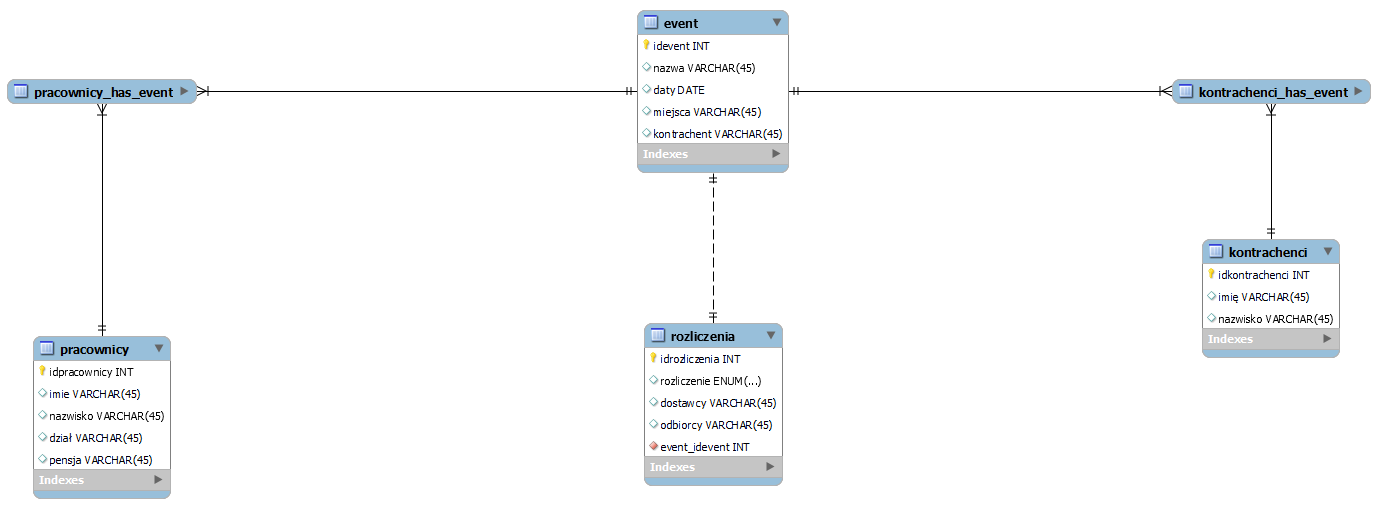 event
idevent INT
nazwa VARCHAR(45)
daty DATE
miejsca VARCHAR(45)
kontrachent VARCHAR(45)
Indexes
pracownicy_has_event
kontrachenci_has_event
kontrachenci
idkontrachenci INT
imię VARCHAR(45)
nazwisko VARCHAR(45)
Indexes
rozliczenia
idrozliczenia INT
rozliczenie ENUM(...)
dostawcy VARCHAR(45)
odbiorcy VARCHAR(45)
event_idevent INT
Indexes
pracownicy
idpracownicy INT
imie VARCHAR(45)
nazwisko VARCHAR(45)
dział VARCHAR(45)
pensja VARCHAR(45)
Indexes